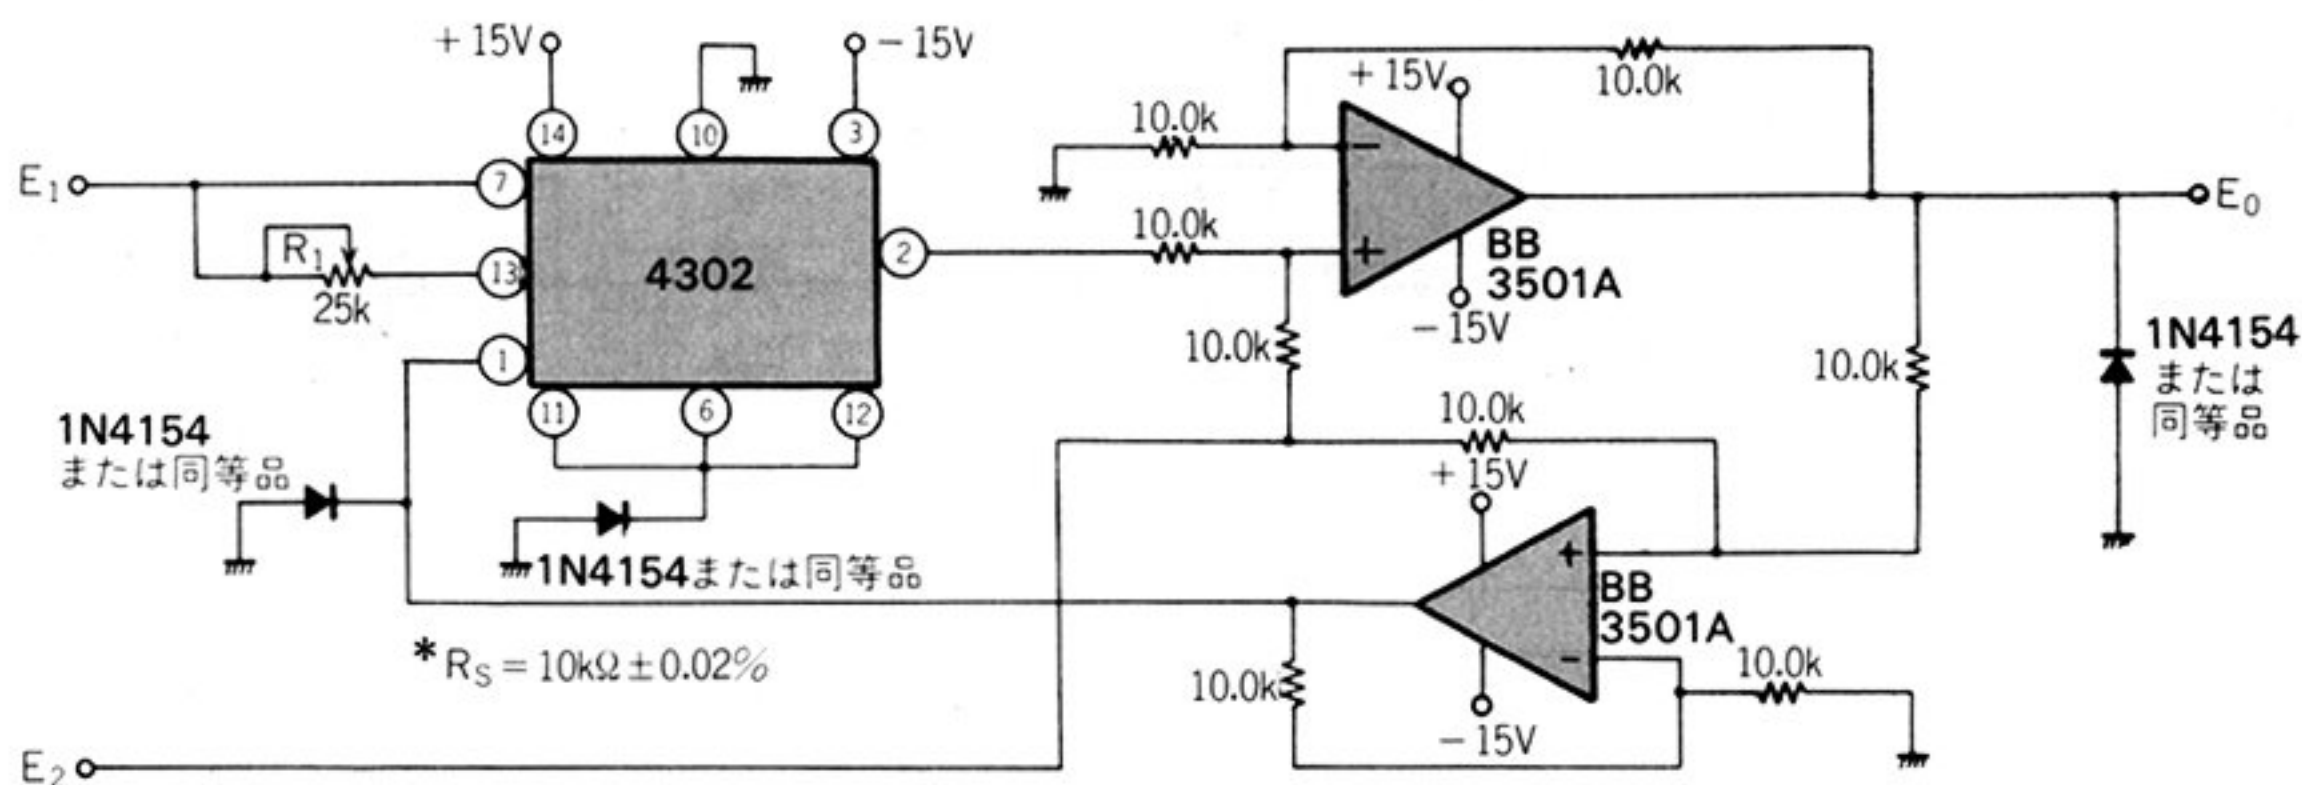 +15V
-15V
14
10
3
E₁
7
R₁
25k
13
4302
2
1
11
6
12
1N4154
または同等品
1N4154または同等品
*R_S=10kΩ±0.02%
E₂
10.0k
10.0k
+15V
10.0k
-
+
BB
3501A
-15V
E₀
10.0k
10.0k
1N4154
または
同等品
10.0k
+15V
+
BB
3501A
-
10.0k
10.0k
-15V